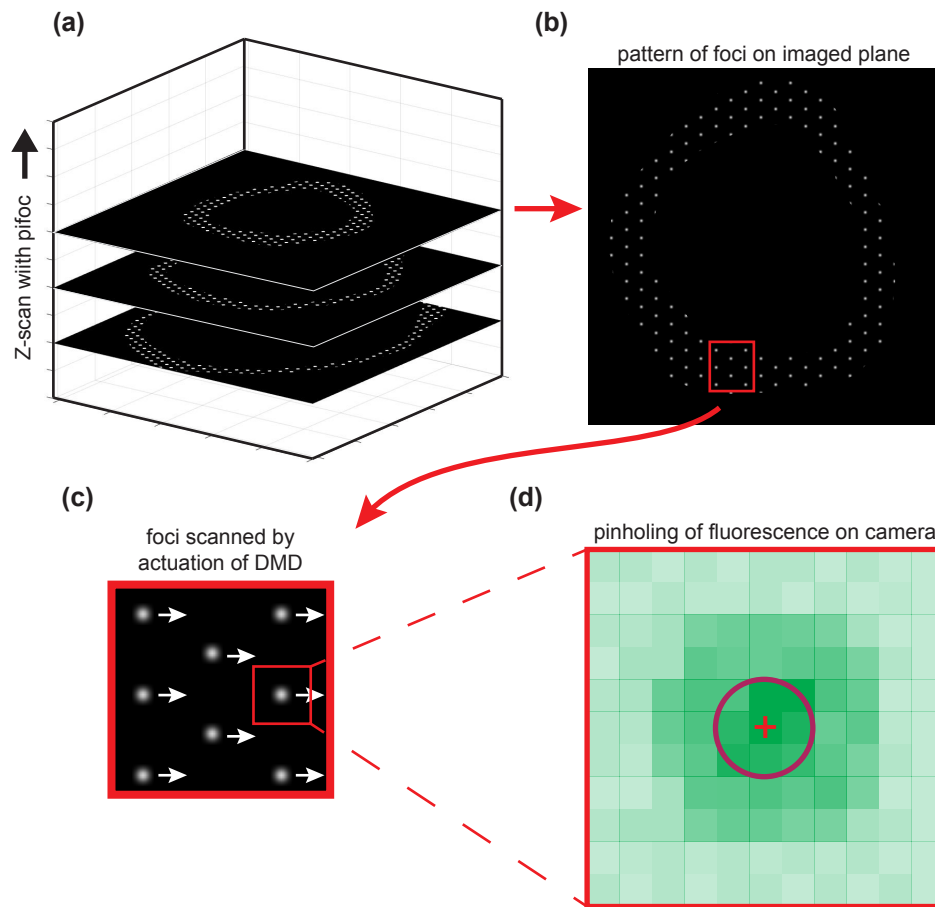 (a)
Z-scan wiith pifoc
(b)
pattern of foci on imaged plane
(c)
foci scanned by
actuation of DMD
(d)
pinholing of fluorescence on camera